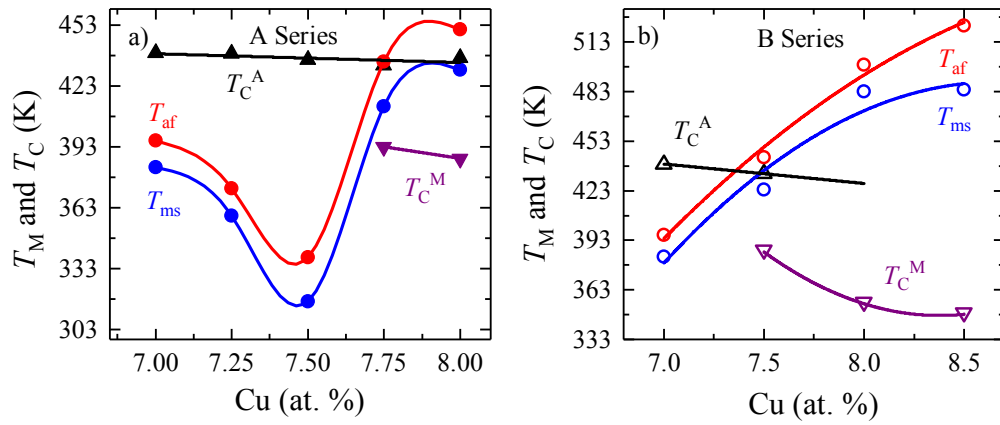 a) A Series
T_M and T_C (K)
453
423
393
363
333
303
T_C^A
T_af
T_ms
T_C^M
7.00 7.25 7.50 7.75 8.00
Cu (at. %)
b) B Series
T_M and T_C (K)
513
483
453
423
393
363
333
T_af
T_ms
T_C^A
T_C^M
7.0 7.5 8.0 8.5
Cu (at. %)